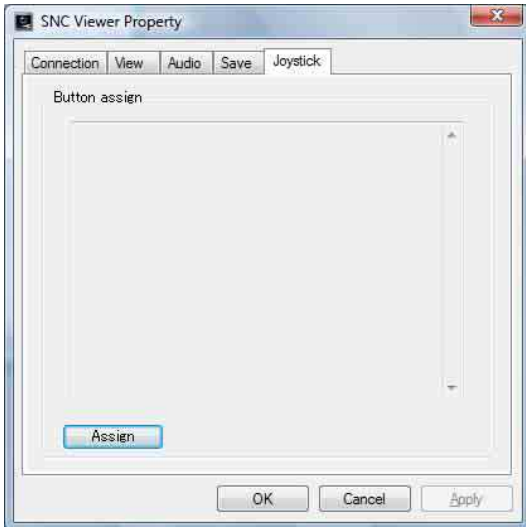 SNC Viewer Property
Connection View Audio Save Joystick
Button assign
Assign
OK Cancel Apply